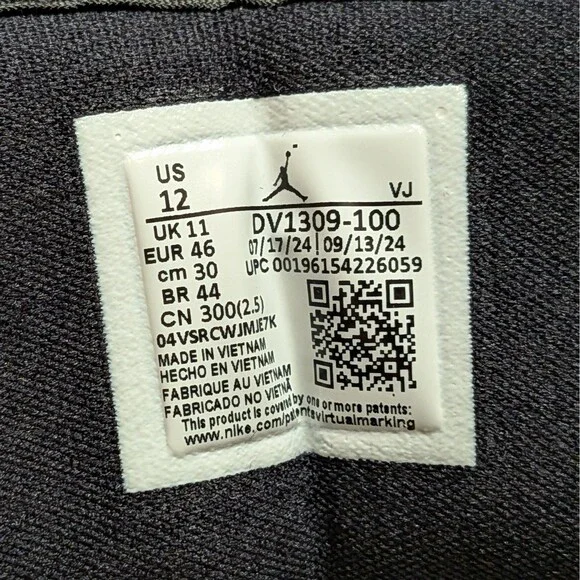 US
12
VJ
UK 11
DV1309-100
EUR 46
07/17/24 | 09/13/24
cm 30
UPC 00196154226059
BR 44
CN 300(2.5)
04VSRCWJMJE7K
MADE IN VIETNAM
HECHO EN VIETNAM
FABRIQUE AU VIETNAM
FABRICADO NO VIETNÃ
This product is covered by one or more patents:
www.nike.com/patentsvirtualmarking